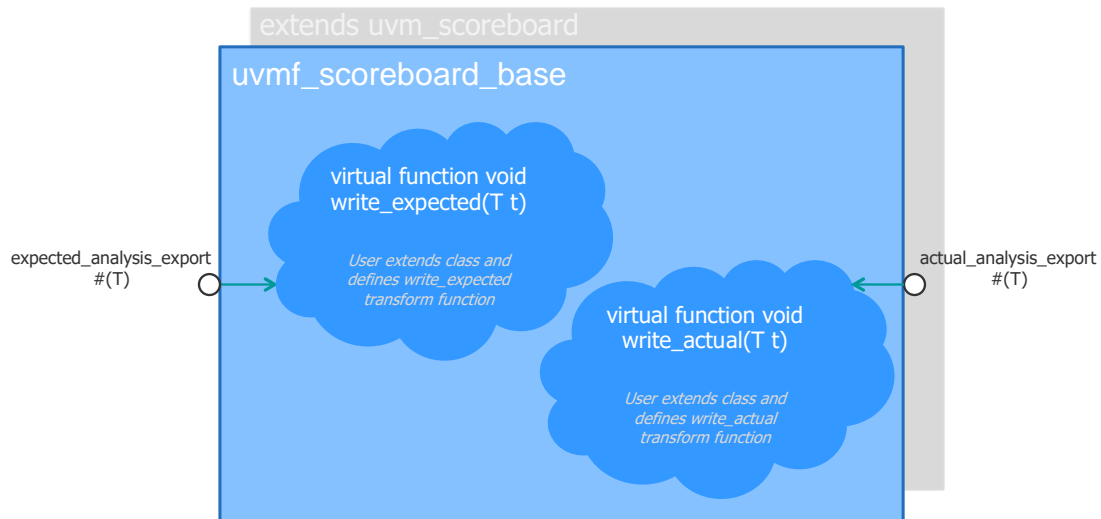 extends uvm_scoreboard
uvmf_scoreboard_base
virtual function void
write_expected(T t)
User extends class and
defines write_expected
transform function
expected_analysis_export
#(T)
actual_analysis_export
#(T)
virtual function void
write_actual(T t)
User extends class and
defines write_actual
transform function